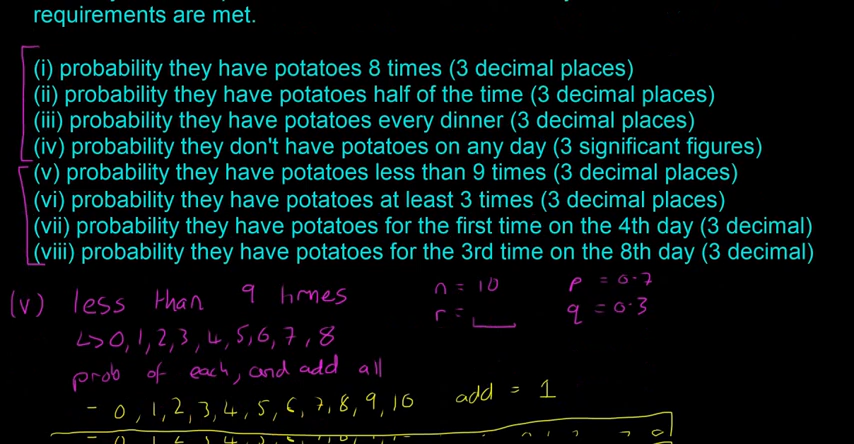 requirements are met.
(i) probability they have potatoes 8 times (3 decimal places)
(ii) probability they have potatoes half of the time (3 decimal places)
(iii) probability they have potatoes every dinner (3 decimal places)
(iv) probability they don't have potatoes on any day (3 significant figures)
(v) probability they have potatoes less than 9 times (3 decimal places)
(vi) probability they have potatoes at least 3 times (3 decimal places)
(vii) probability they have potatoes for the first time on the 4th day (3 decimal)
(viii) probability they have potatoes for the 3rd time on the 8th day (3 decimal)
(v) less than 9 times n = 10 p = 0.7
r = __ q = 0.3
↳ 0, 1, 2, 3, 4, 5, 6, 7, 8
prob of each, and add all
- 0, 1, 2, 3, 4, 5, 6, 7, 8, 9, 10 add = 1